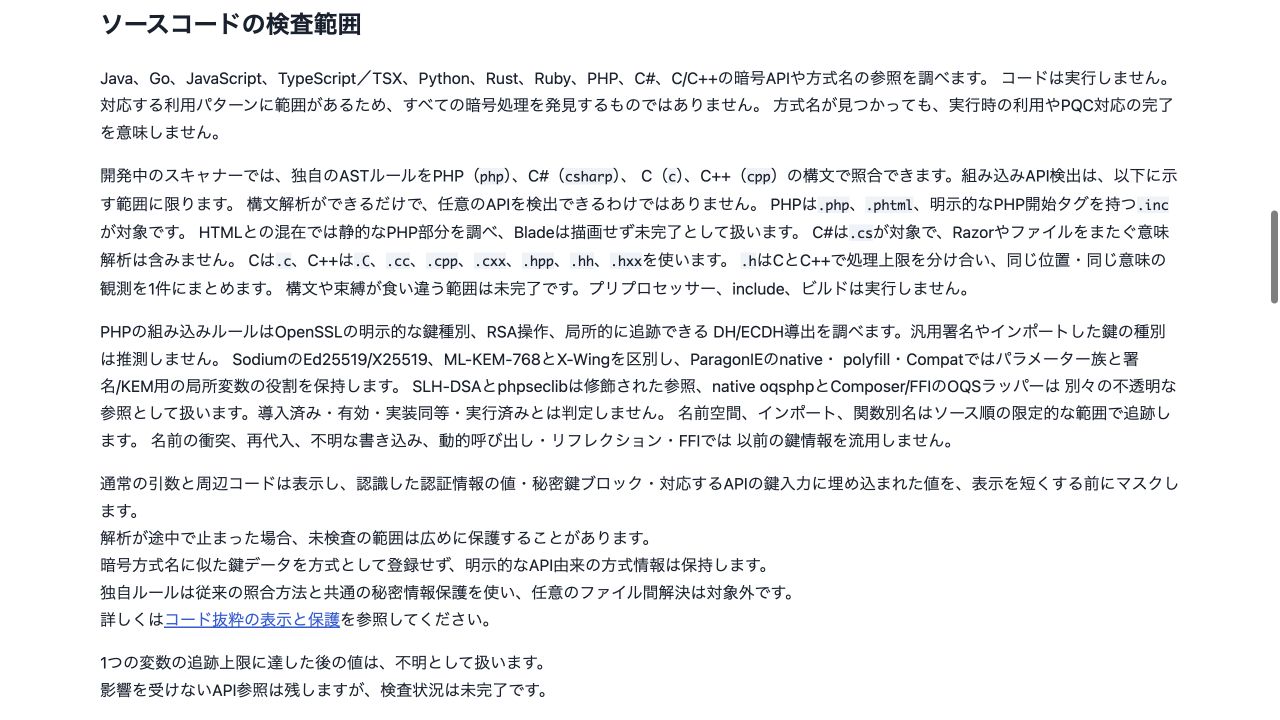 ソースコードの検査範囲
Java、Go、JavaScript、TypeScript／TSX、Python、Rust、Ruby、PHP、C#、C/C++の暗号APIや方式名の参照を調べます。 コードは実行しません。
対応する利用パターンに範囲があるため、すべての暗号処理を発見するものではありません。 方式名が見つかっても、実行時の利用やPQC対応の完了
を意味しません。
開発中のスキャナーでは、独自のASTルールをPHP（php）、C#（csharp）、 C（c）、C++（cpp）の構文で照合できます。組み込みAPI検出は、以下に示
す範囲に限ります。 構文解析ができるだけで、任意のAPIを検出できるわけではありません。 PHPは.php、.phtml、明示的なPHP開始タグを持つ.inc
が対象です。 HTMLとの混在では静的なPHP部分を調べ、Bladeは描画せず未完了として扱います。 C#は.csが対象で、Razorやファイルをまたぐ意味
解析は含みません。 Cは.c、C++は.C、.cc、.cpp、.cxx、.hpp、.hh、.hxxを使います。 .hはCとC++で処理上限を分け合い、同じ位置・同じ意味の
観測を1件にまとめます。 構文や束縛が食い違う範囲は未完了です。プリプロセッサー、include、ビルドは実行しません。
PHPの組み込みルールはOpenSSLの明示的な鍵種別、RSA操作、局所的に追跡できる DH/ECDH導出を調べます。汎用署名やインポートした鍵の種別
は推測しません。 SodiumのEd25519/X25519、ML-KEM-768とX-Wingを区別し、ParagonIEのnative・ polyfill・Compatではパラメーター族と署
名/KEM用の局所変数の役割を保持します。 SLH-DSAとphpseclibは修飾された参照、native oqsphpとComposer/FFIのOQSラッパーは 別々の不透明な
参照として扱います。導入済み・有効・実装同等・実行済みとは判定しません。 名前空間、インポート、関数別名はソース順の限定的な範囲で追跡し
ます。 名前の衝突、再代入、不明な書き込み、動的呼び出し・リフレクション・FFIでは 以前の鍵情報を流用しません。
通常の引数と周辺コードは表示し、認識した認証情報の値・秘密鍵ブロック・対応するAPIの鍵入力に埋め込まれた値を、表示を短くする前にマスクし
ます。
解析が途中で止まった場合、未検査の範囲は広めに保護することがあります。
暗号方式名に似た鍵データを方式として登録せず、明示的なAPI由来の方式情報は保持します。
独自ルールは従来の照合方法と共通の秘密情報保護を使い、任意のファイル間解決は対象外です。
詳しくはコード抜粋の表示と保護を参照してください。
1つの変数の追跡上限に達した後の値は、不明として扱います。
影響を受けないAPI参照は残しますが、検査状況は未完了です。